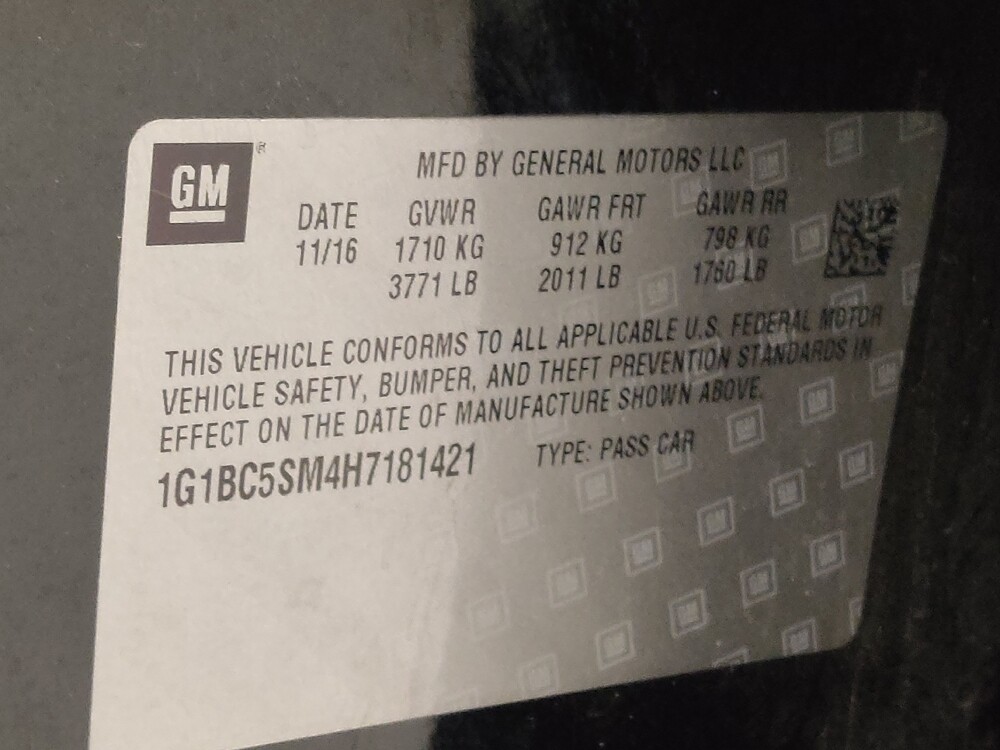 GM ®
MFD BY GENERAL MOTORS LLC
DATE GVWR GAWR FRT GAWR RR
11/16 1710 KG 912 KG 798 KG
3771 LB 2011 LB 1760 LB
THIS VEHICLE CONFORMS TO ALL APPLICABLE U.S. FEDERAL MOTOR
VEHICLE SAFETY, BUMPER, AND THEFT PREVENTION STANDARDS IN
EFFECT ON THE DATE OF MANUFACTURE SHOWN ABOVE.
1G1BC5SM4H7181421 TYPE: PASS CAR